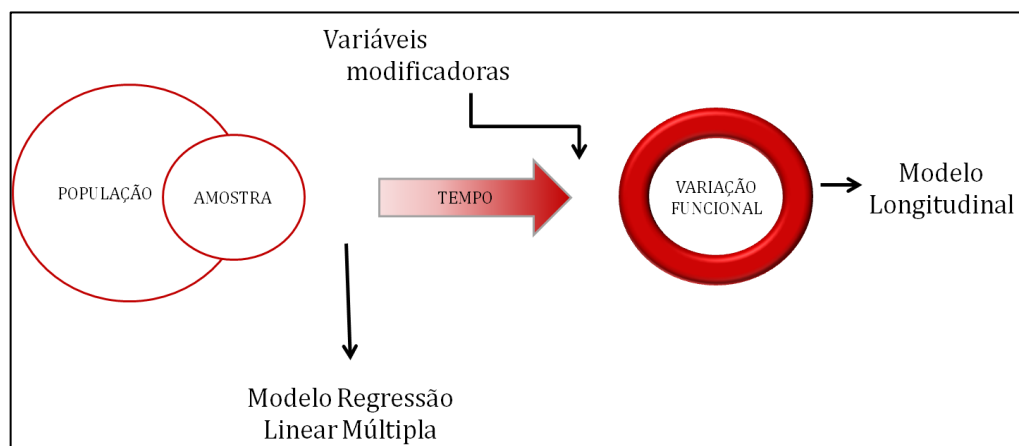 Variáveis
modificadoras
POPULAÇÃO
AMOSTRA
TEMPO
VARIAÇÃO
FUNCIONAL
Modelo
Longitudinal
Modelo Regressão
Linear Múltipla